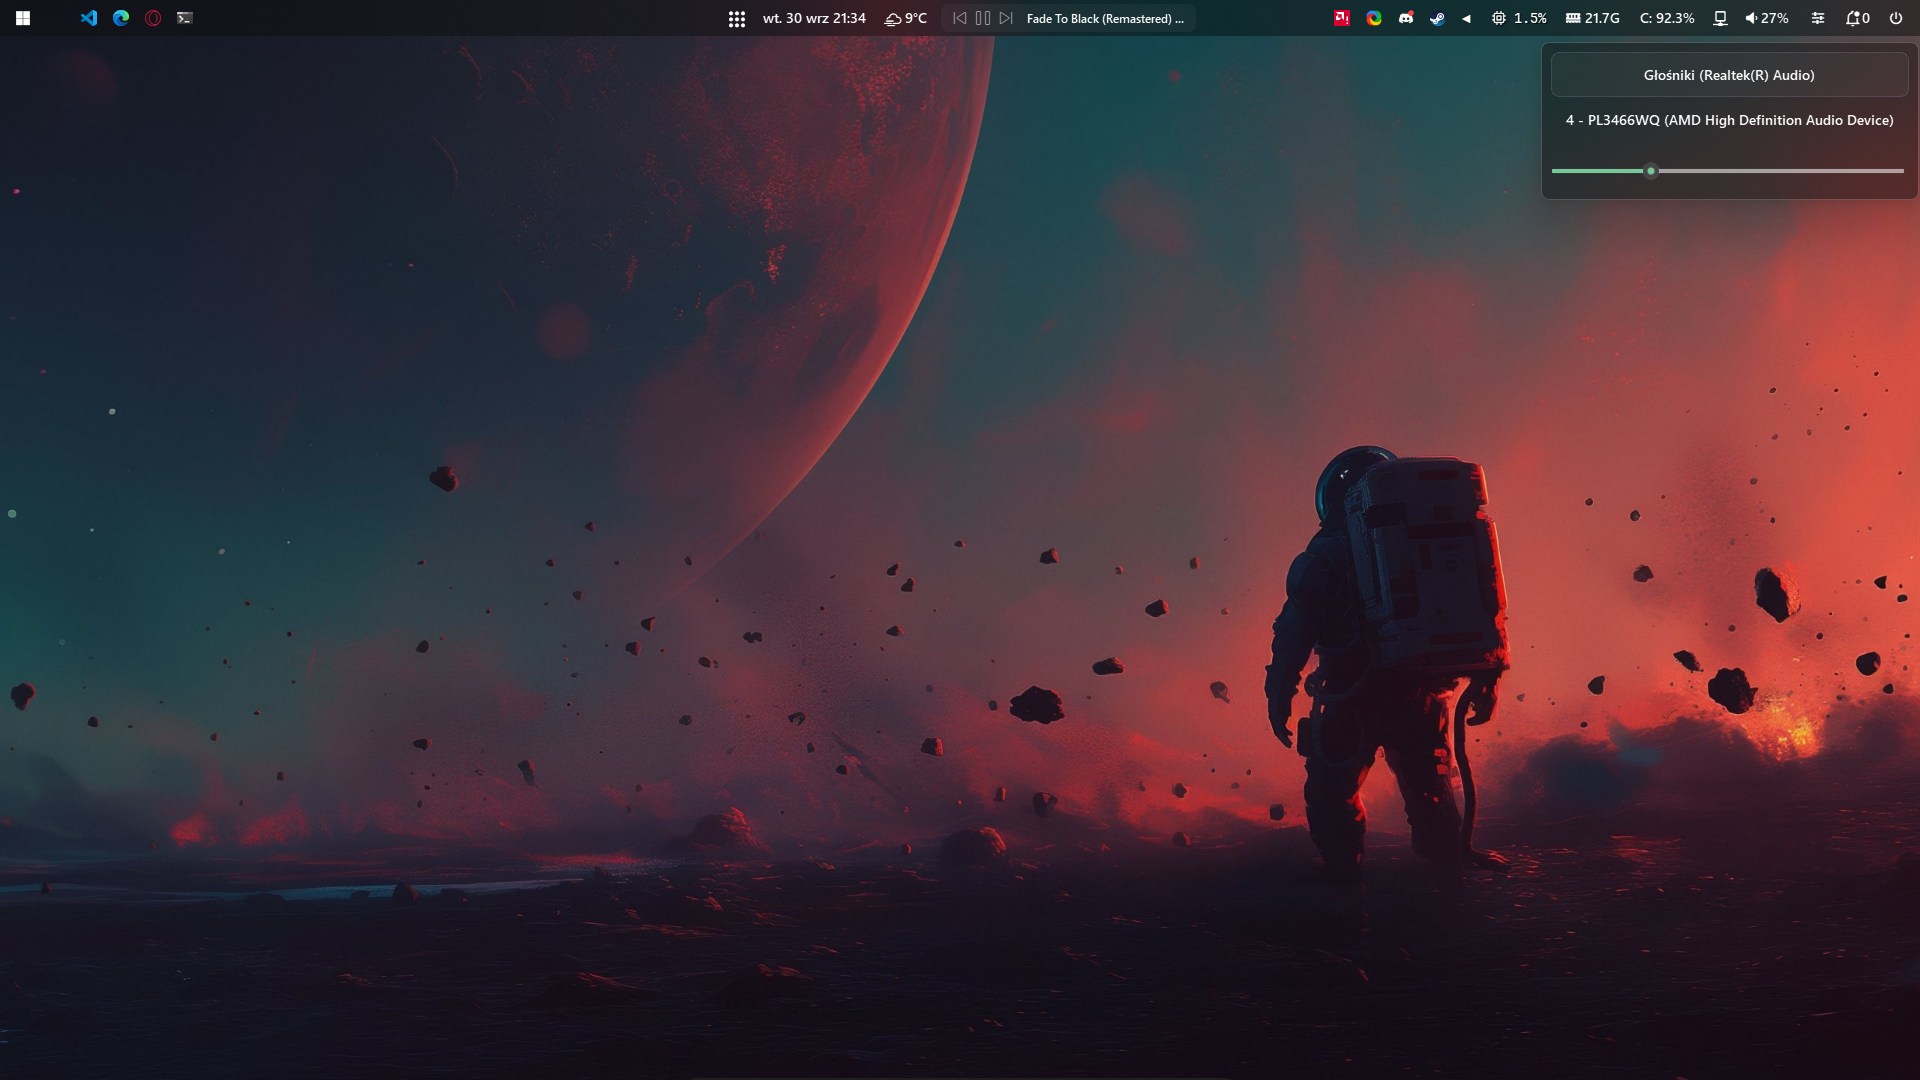 wt. 30 wrz 21:34 9°C Fade To Black (Remastered) ... 1.5% 21.7G C: 92.3% 27% 0
Głośniki (Realtek(R) Audio)
4 - PL3466WQ (AMD High Definition Audio Device)